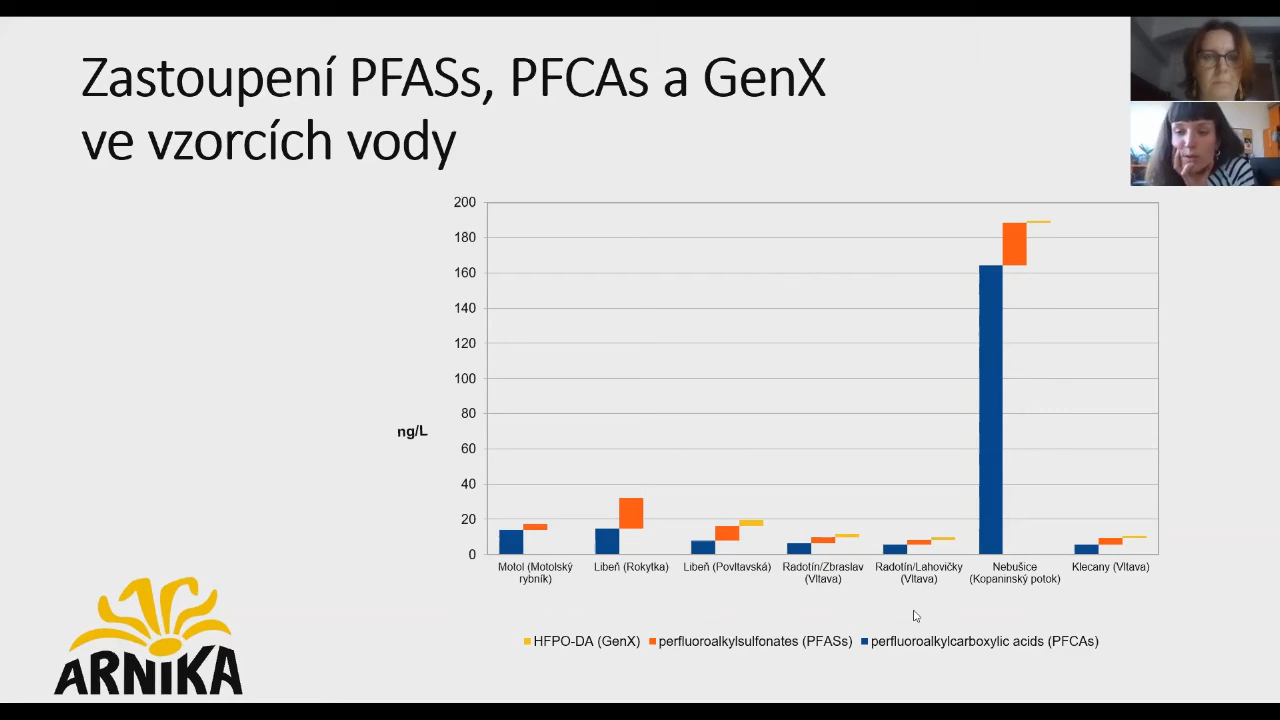 Zastoupení PFASs, PFCAs a GenX
ve vzorcích vody
200
180
160
140
120
100
80
60
40
20
0
ng/L
Motol (Motolský
rybník)
Libeň (Rokytka)
Libeň (Povltavská)
Radotín/Zbraslav
(Vltava)
Radotín/Lahovičky
(Vltava)
Nebušice
(Kopaninský potok)
Klecany (Vltava)
HFPO-DA (GenX)
perfluoroalkylsulfonates (PFASs)
perfluoroalkylcarboxylic acids (PFCAs)
ARNIKA